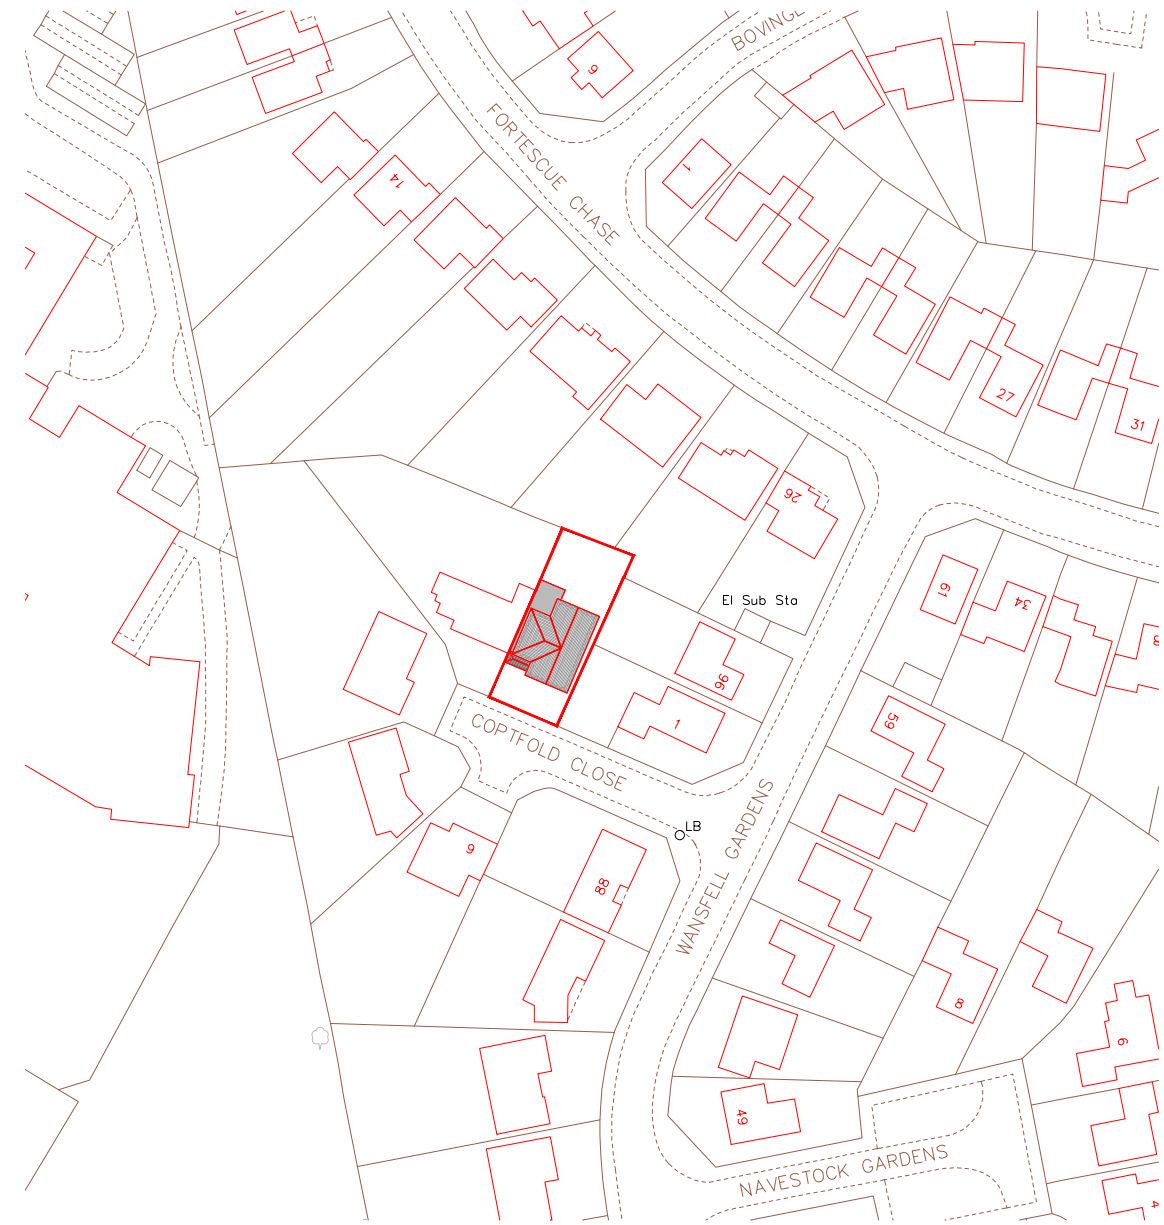 BOVINGE
6
FORTESCUE CHASE
1
14
27
31
26
El Sub Sta
61
34
96
1
59
COPTFOLD CLOSE
LB
WANSFELL GARDENS
9
88
8
6
49
NAVESTOCK GARDENS